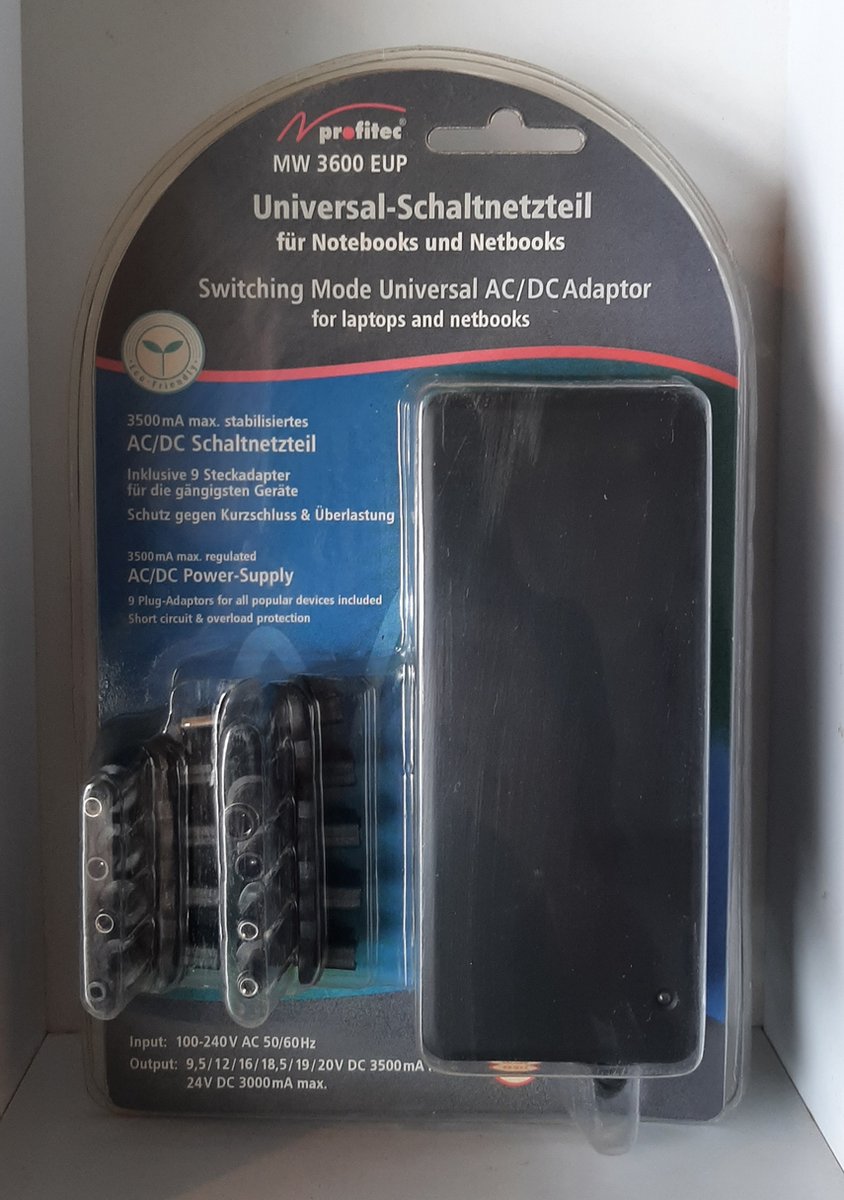 profitec®
MW 3600 EUP
Universal-Schaltnetzteil
für Notebooks und Netbooks
Switching Mode Universal AC/DC Adaptor
for laptops and netbooks
Eco Friendly
3500mA max. stabilisiertes
AC/DC Schaltnetzteil
Inklusive 9 Steckadapter
für die gängigsten Geräte
Schutz gegen Kurzschluss & Überlastung
3500mA max. regulated
AC/DC Power-Supply
9 Plug-Adaptors for all popular devices included
Short circuit & overload protection
Input: 100-240V AC 50/60Hz
Output: 9,5/12/16/18,5/19/20V DC 3500mA
24V DC 3000mA max.